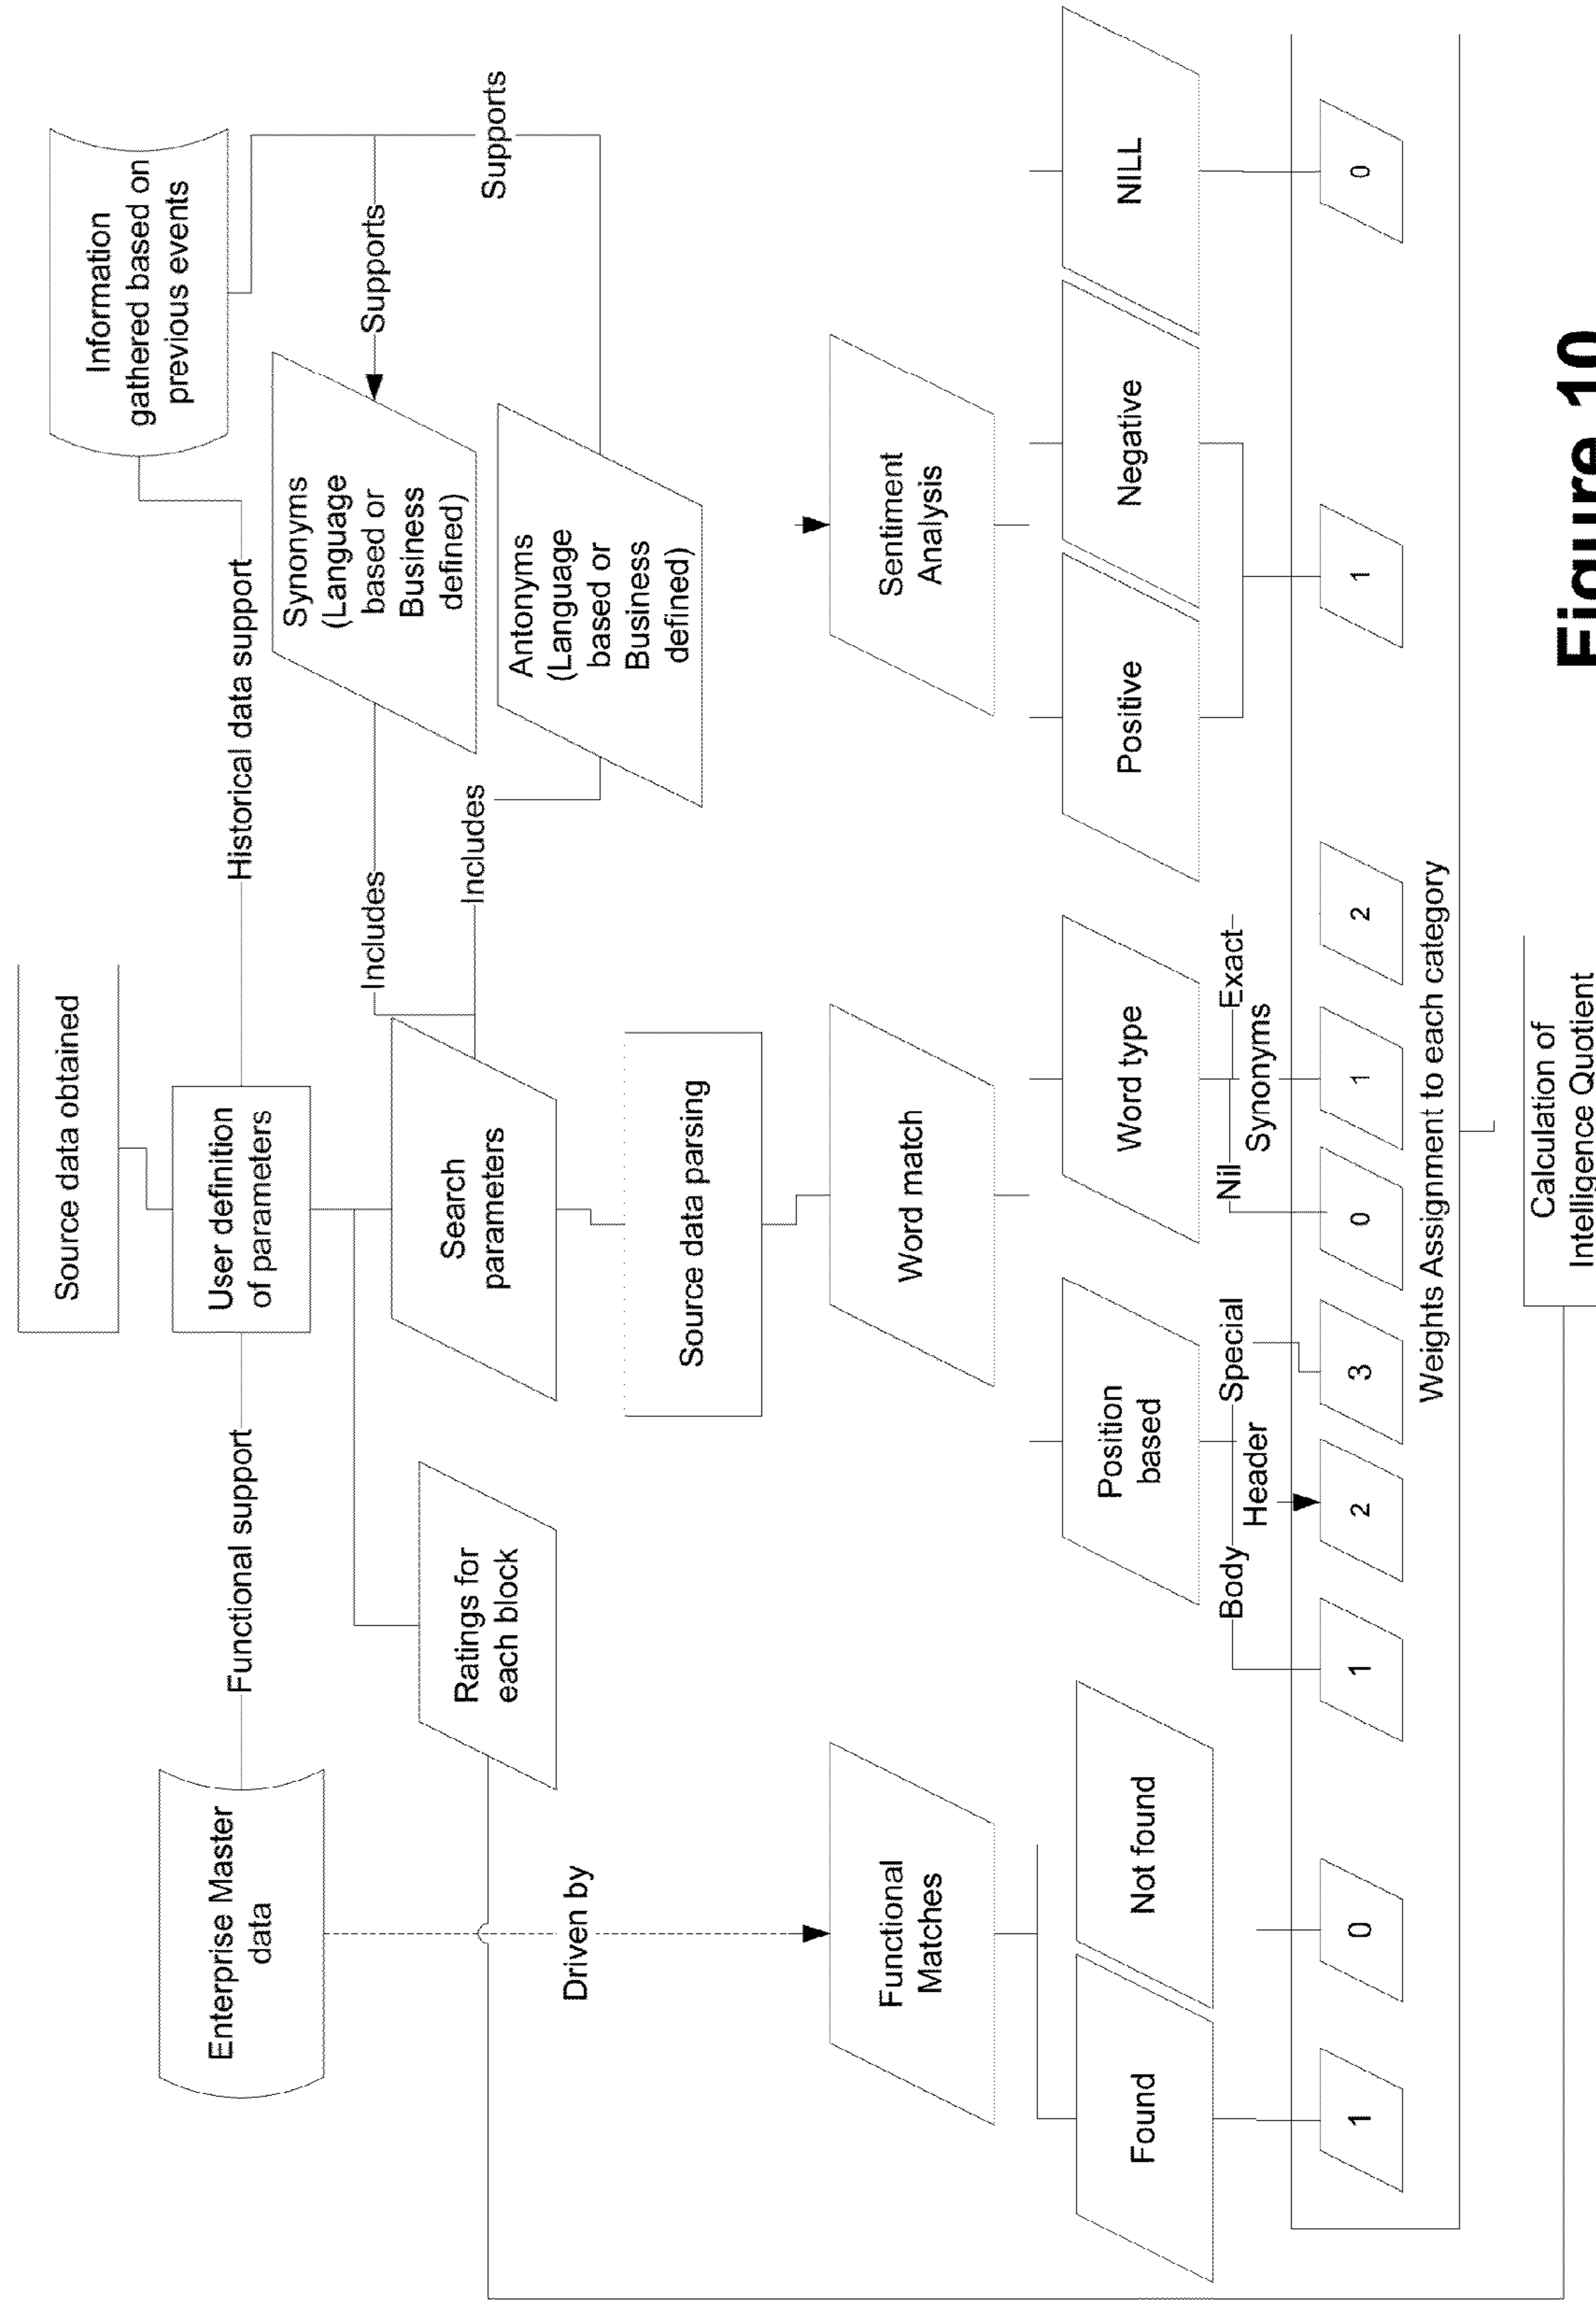 Source data obtained
Enterprise Master
data
Functional support
User definition
of parameters
Historical data support
Information
gathered based on
previous events
Ratings for
each block
Search
parameters
Includes
Includes
Synonyms
(Language
based or
Business
defined)
Supports
Antonyms
(Language
based or
Business
defined)
Supports
Driven by
Source data parsing
Functional
Matches
Word match
Sentiment
Analysis
Found
Not found
Position
based
Word type
Positive
Negative
NILL
Body
Special
Header
Nil
Exact
Synonyms
1
0
1
2
3
0
1
2
1
0
Weights Assignment to each category
Calculation of
Intelligence Quotient
Figure 10